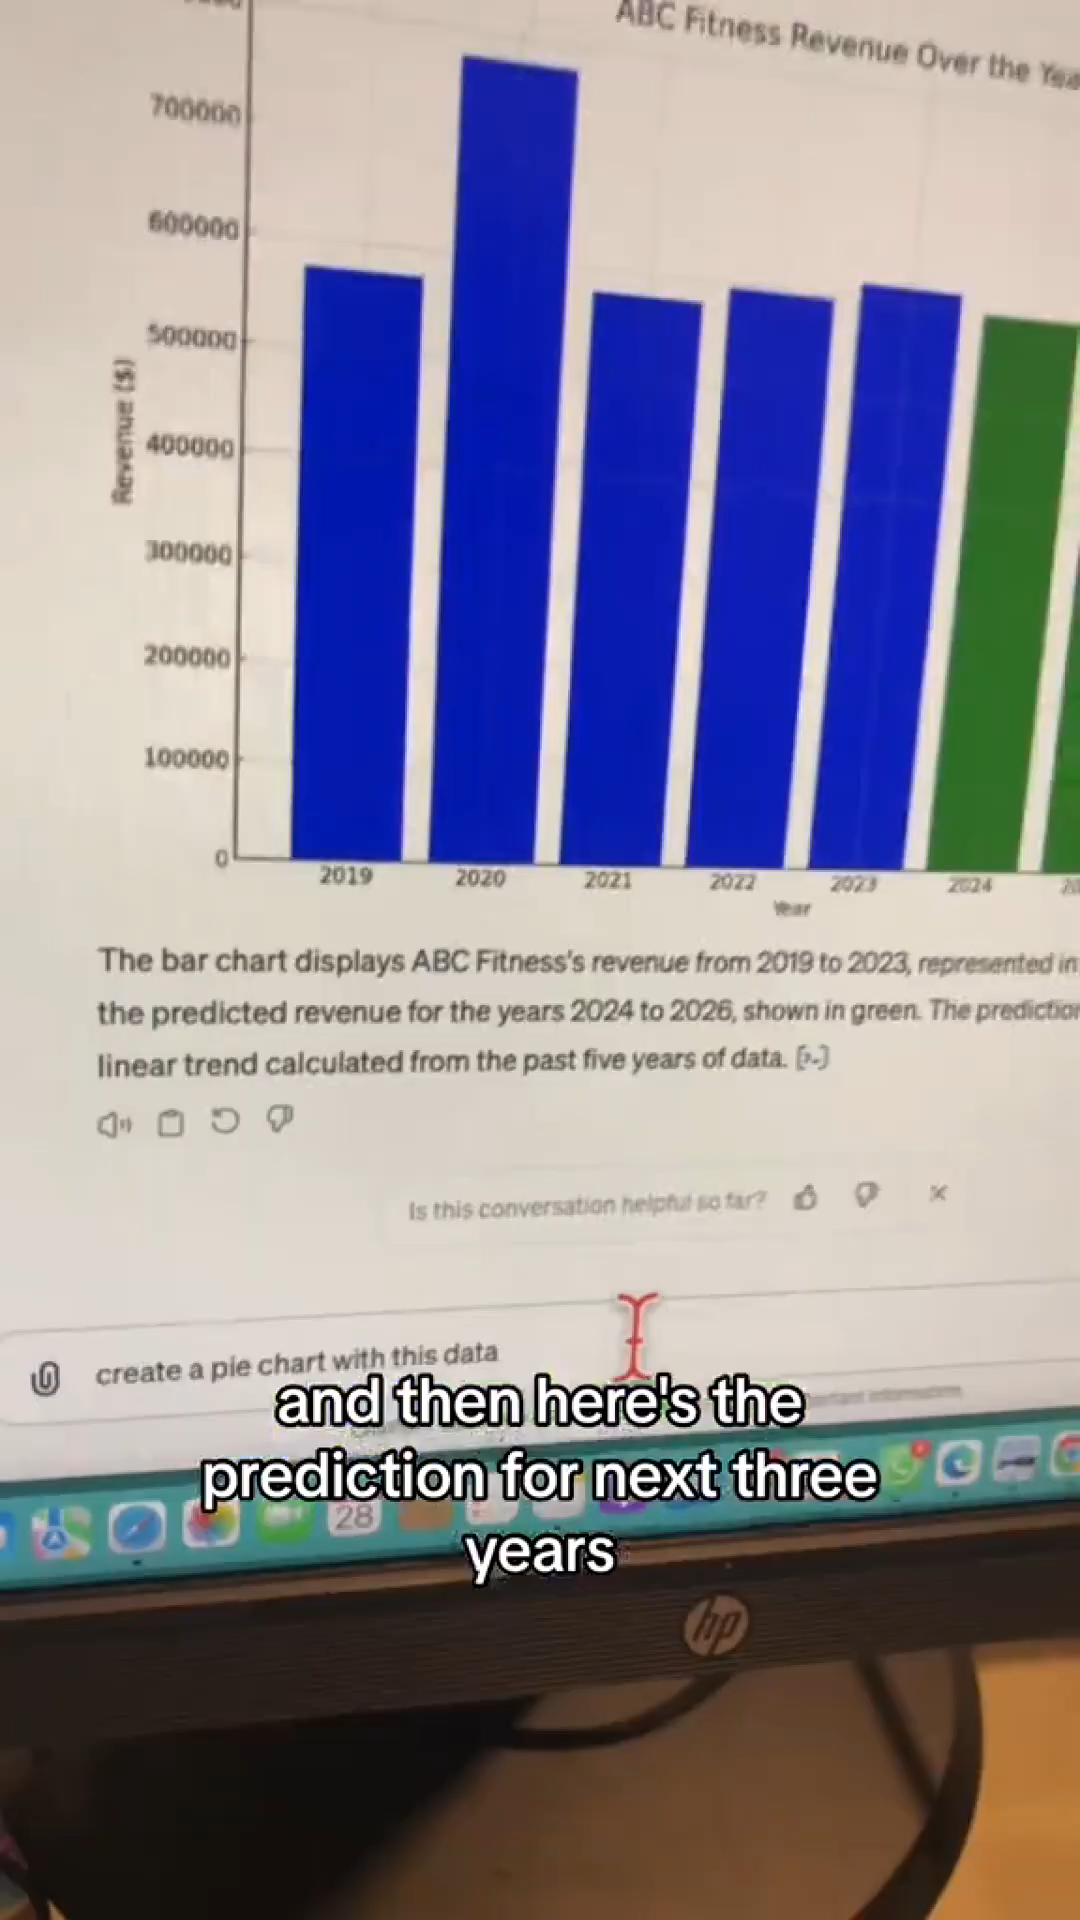 ABC Fitness Revenue Over the Yea
700000
600000
500000
400000
300000
200000
100000
0
Revenue ($)
2019 2020 2021 2022 2023 2024 20
Year
The bar chart displays ABC Fitness's revenue from 2019 to 2023, represented in
the predicted revenue for the years 2024 to 2026, shown in green. The prediction
linear trend calculated from the past five years of data. [>-]
Is this conversation helpful so far?
create a pie chart with this data
and then here's the
prediction for next three
years
28
hp